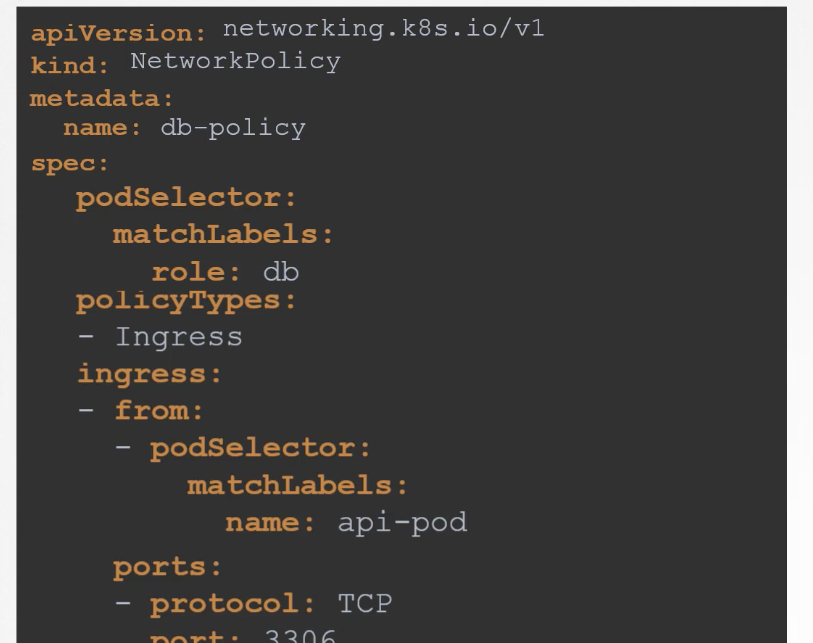 apiVersion: networking.k8s.io/v1
kind: NetworkPolicy
metadata:
  name: db-policy
spec:
   podSelector:
     matchLabels:
       role: db
   policyTypes:
   - Ingress
   ingress:
   - from:
     - podSelector:
         matchLabels:
           name: api-pod
     ports:
     - protocol: TCP
       port: 3306